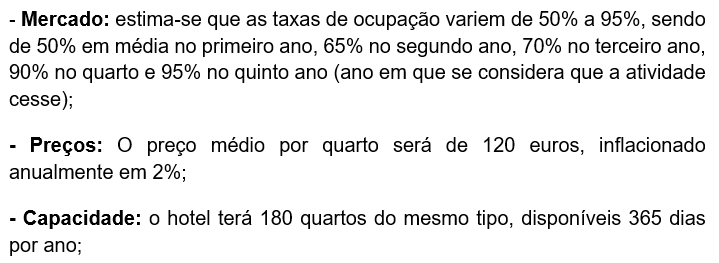 - Mercado: estima-se que as taxas de ocupação variem de 50% a 95%, sendo
de 50% em média no primeiro ano, 65% no segundo ano, 70% no terceiro ano,
90% no quarto e 95% no quinto ano (ano em que se considera que a atividade
cesse);
- Preços: O preço médio por quarto será de 120 euros, inflacionado
anualmente em 2%;
- Capacidade: o hotel terá 180 quartos do mesmo tipo, disponíveis 365 dias
por ano;